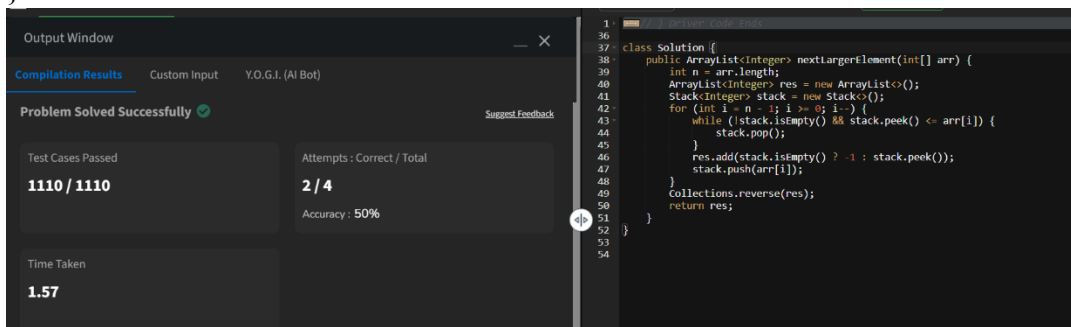 Output Window
Compilation Results Custom Input Y.O.G.I. (AI Bot)
Problem Solved Successfully
Suggest Feedback
Test Cases Passed
1110 / 1110
Attempts : Correct / Total
2 / 4
Accuracy : 50%
Time Taken
1.57
1 // } Driver Code Ends
36
37 class Solution {
38     public ArrayList<Integer> nextLargerElement(int[] arr) {
39         int n = arr.length;
40         ArrayList<Integer> res = new ArrayList<>();
41         Stack<Integer> stack = new Stack<>();
42         for (int i = n - 1; i >= 0; i--) {
43             while (!stack.isEmpty() && stack.peek() <= arr[i]) {
44                 stack.pop();
45             }
46             res.add(stack.isEmpty() ? -1 : stack.peek());
47             stack.push(arr[i]);
48         }
49         Collections.reverse(res);
50         return res;
51     }
52 }
53
54